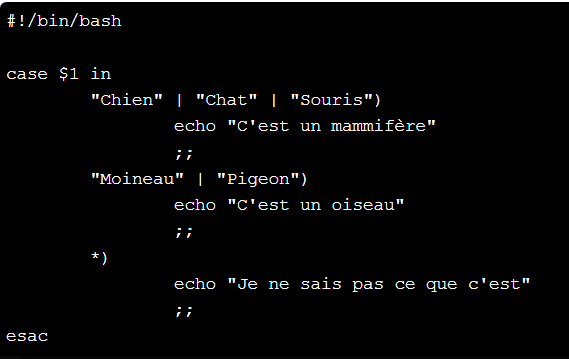 #!/bin/bash
case $1 in
"Chien" | "Chat" | "Souris")
echo "C'est un mammifère"
;;
"Moineau" | "Pigeon")
echo "C'est un oiseau"
;;
*)
echo "Je ne sais pas ce que c'est"
;;
esac